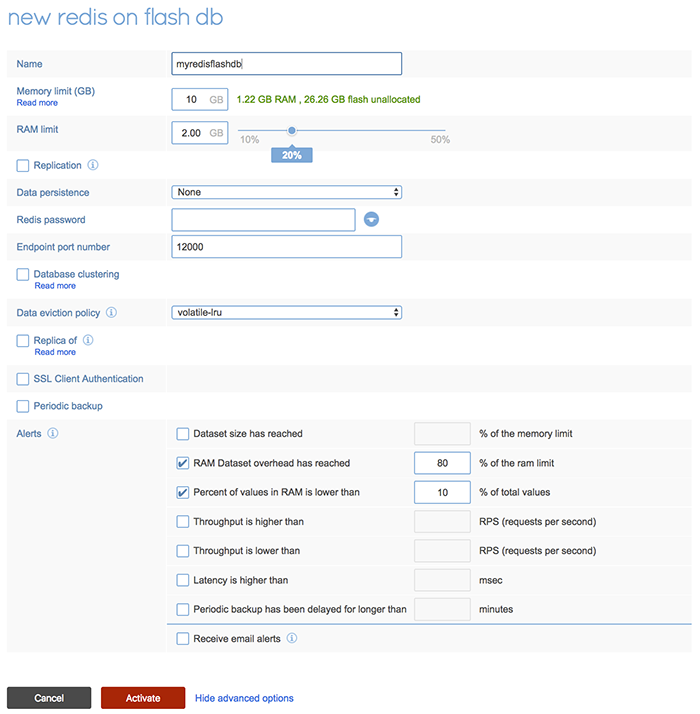 new redis on flash db
Name myredisflashdb
Memory limit (GB) 10 GB 1.22 GB RAM , 26.26 GB flash unallocated
Read more
RAM limit 2.00 GB 10% 50%
20%
Replication
Data persistence None
Redis password
Endpoint port number 12000
Database clustering
Read more
Data eviction policy volatile-lru
Replica of
Read more
SSL Client Authentication
Periodic backup
Alerts Dataset size has reached % of the memory limit
RAM Dataset overhead has reached 80 % of the ram limit
Percent of values in RAM is lower than 10 % of total values
Throughput is higher than RPS (requests per second)
Throughput is lower than RPS (requests per second)
Latency is higher than msec
Periodic backup has been delayed for longer than minutes
Receive email alerts
Cancel Activate Hide advanced options